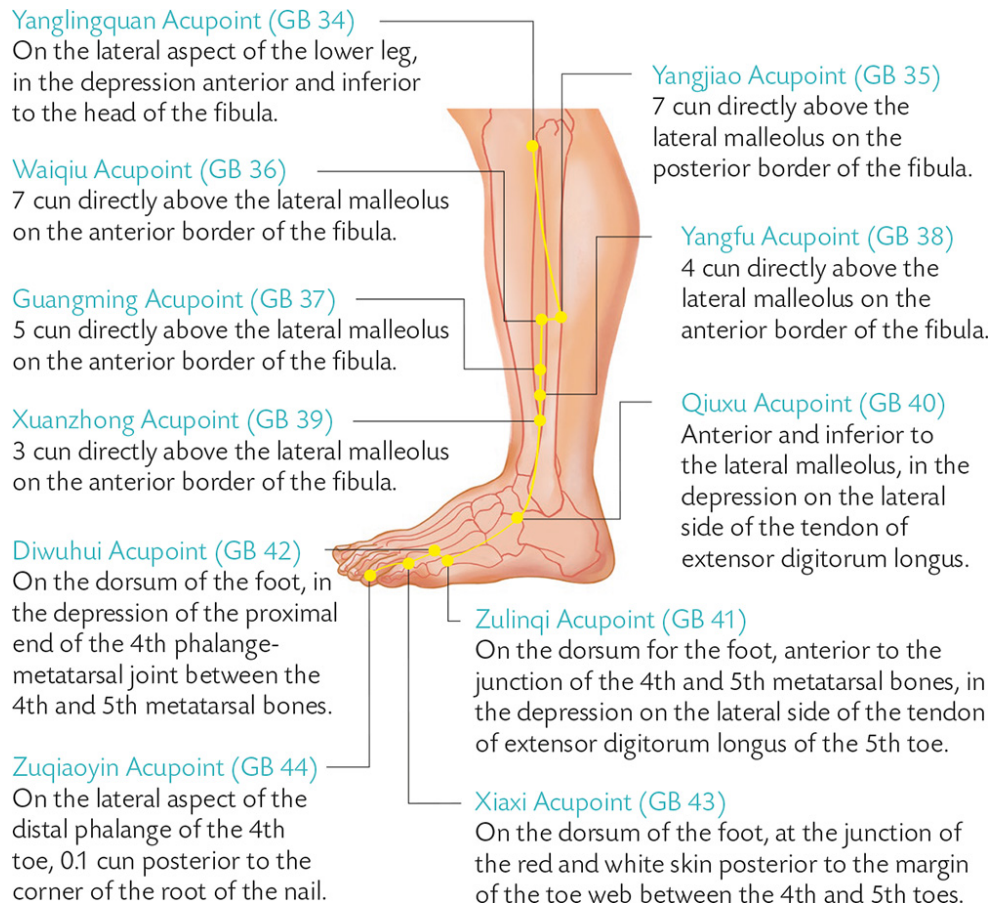 Yanglingquan Acupoint (GB 34)
On the lateral aspect of the lower leg,
in the depression anterior and inferior
to the head of the fibula.
Yangjiao Acupoint (GB 35)
7 cun directly above the
lateral malleolus on the
posterior border of the fibula.
Waiqiu Acupoint (GB 36)
7 cun directly above the lateral malleolus
on the anterior border of the fibula.
Yangfu Acupoint (GB 38)
4 cun directly above the
lateral malleolus on the
anterior border of the fibula.
Guangming Acupoint (GB 37)
5 cun directly above the lateral malleolus
on the anterior border of the fibula.
Qiuxu Acupoint (GB 40)
Anterior and inferior to
the lateral malleolus, in the
depression on the lateral
side of the tendon of
extensor digitorum longus.
Xuanzhong Acupoint (GB 39)
3 cun directly above the lateral malleolus
on the anterior border of the fibula.
Diwuhui Acupoint (GB 42)
On the dorsum of the foot, in
the depression of the proximal
end of the 4th phalange-
metatarsal joint between the
4th and 5th metatarsal bones.
Zulinqi Acupoint (GB 41)
On the dorsum for the foot, anterior to the
junction of the 4th and 5th metatarsal bones, in
the depression on the lateral side of the tendon
of extensor digitorum longus of the 5th toe.
Zuqiaoyin Acupoint (GB 44)
On the lateral aspect of the
distal phalange of the 4th
toe, 0.1 cun posterior to the
corner of the root of the nail.
Xiaxi Acupoint (GB 43)
On the dorsum of the foot, at the junction of
the red and white skin posterior to the margin
of the toe web between the 4th and 5th toes.